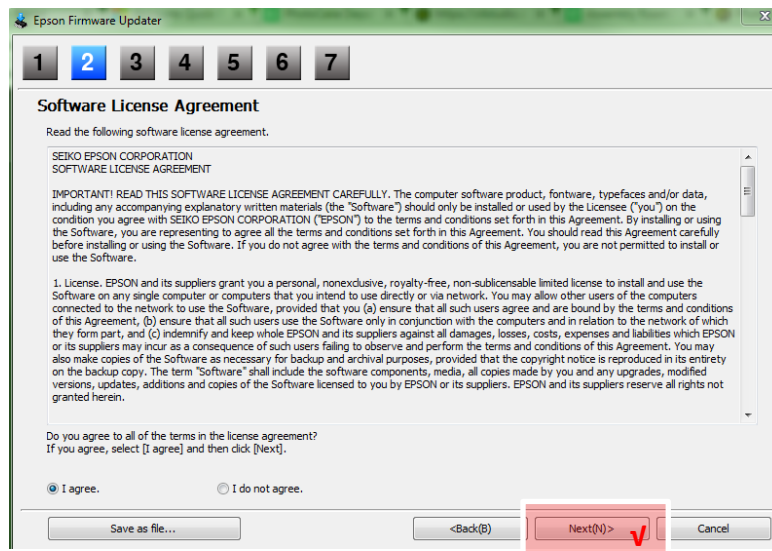 Epson Firmware Updater
1 2 3 4 5 6 7
Software License Agreement
Read the following software license agreement.
SEIKO EPSON CORPORATION
SOFTWARE LICENSE AGREEMENT
IMPORTANT! READ THIS SOFTWARE LICENSE AGREEMENT CAREFULLY. The computer software product, fontware, typefaces and/or data,
including any accompanying explanatory written materials (the "Software") should only be installed or used by the Licensee ("you") on the
condition you agree with SEIKO EPSON CORPORATION ("EPSON") to the terms and conditions set forth in this Agreement. By installing or using
the Software, you are representing to agree all the terms and conditions set forth in this Agreement. You should read this Agreement carefully
before installing or using the Software. If you do not agree with the terms and conditions of this Agreement, you are not permitted to install or
use the Software.
1. License. EPSON and its suppliers grant you a personal, nonexclusive, royalty-free, non-sublicensable limited license to install and use the
Software on any single computer or computers that you intend to use directly or via network. You may allow other users of the computers
connected to the network to use the Software, provided that you (a) ensure that all such users agree and are bound by the terms and conditions
of this Agreement, (b) ensure that all such users use the Software only in conjunction with the computers and in relation to the network of which
they form part, and (c) indemnify and keep whole EPSON and its suppliers against all damages, losses, costs, expenses and liabilities which EPSON
or its suppliers may incur as a consequence of such users failing to observe and perform the terms and conditions of this Agreement. You may
also make copies of the Software as necessary for backup and archival purposes, provided that the copyright notice is reproduced in its entirety
on the backup copy. The term "Software" shall include the software components, media, all copies made by you and any upgrades, modified
versions, updates, additions and copies of the Software licensed to you by EPSON or its suppliers. EPSON and its suppliers reserve all rights not
granted herein.
Do you agree to all of the terms in the license agreement?
If you agree, select [I agree] and then click [Next].
I agree. I do not agree.
Save as file... <Back(B) Next(N)> √ Cancel